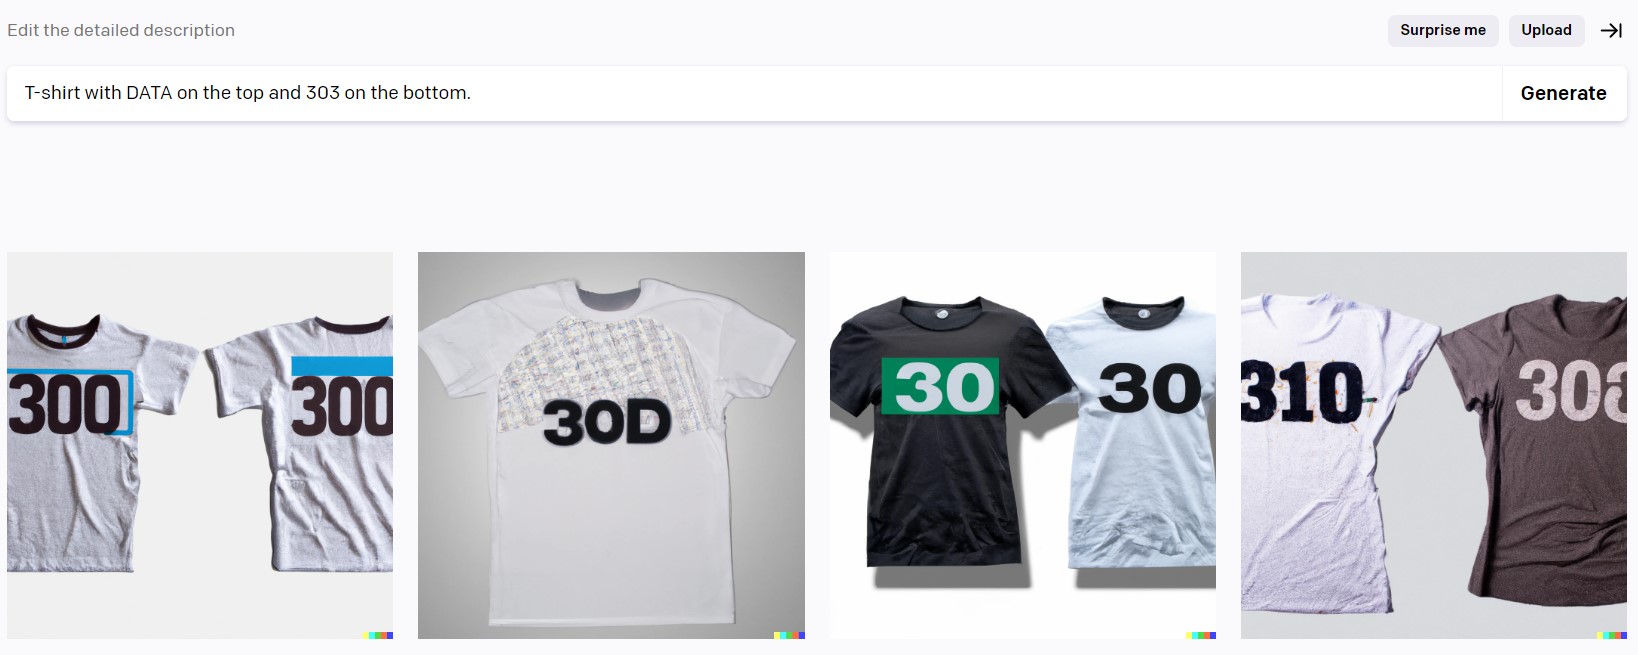 Edit the detailed description
Surprise me
Upload
T-shirt with DATA on the top and 303 on the bottom.
Generate
300
300
30D
30
30
310
308